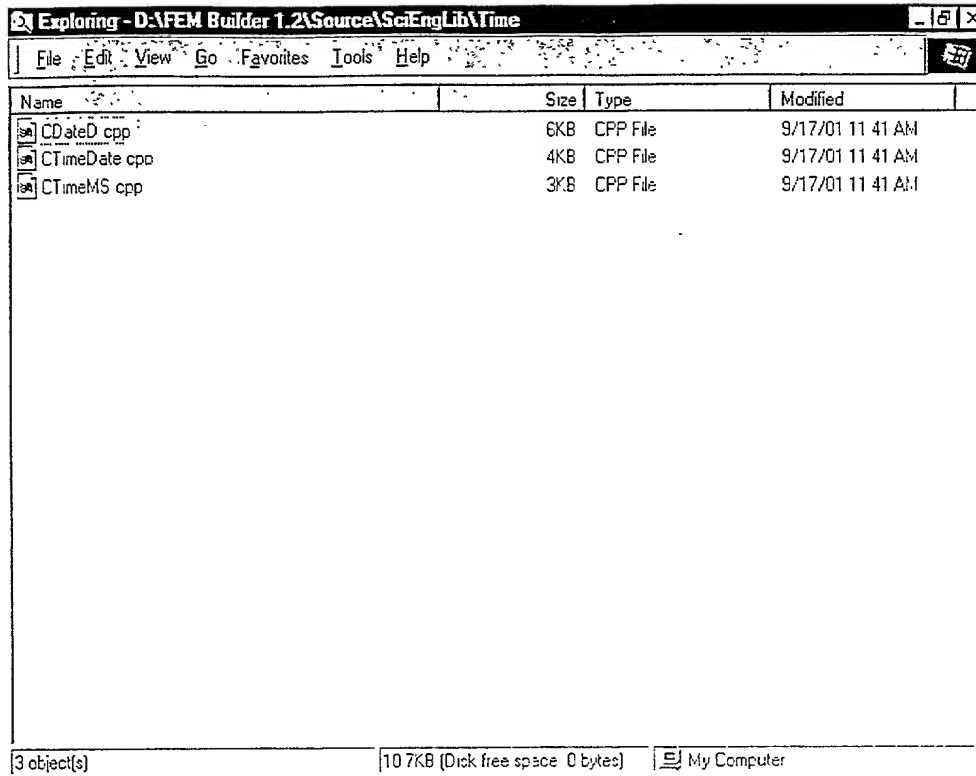 Exploring - D:\FEM Builder 1.2\Source\SciEngLib\Time
File Edit View Go Favorites Tools Help
Name Size Type Modified
CDateD cpp 6KB CPP File 9/17/01 11 41 AM
CTimeDate cpp 4KB CPP File 9/17/01 11 41 AM
CTimeMS cpp 3KB CPP File 9/17/01 11 41 AM
3 object(s) 10 7KB (Disk free space 0 bytes) My Computer